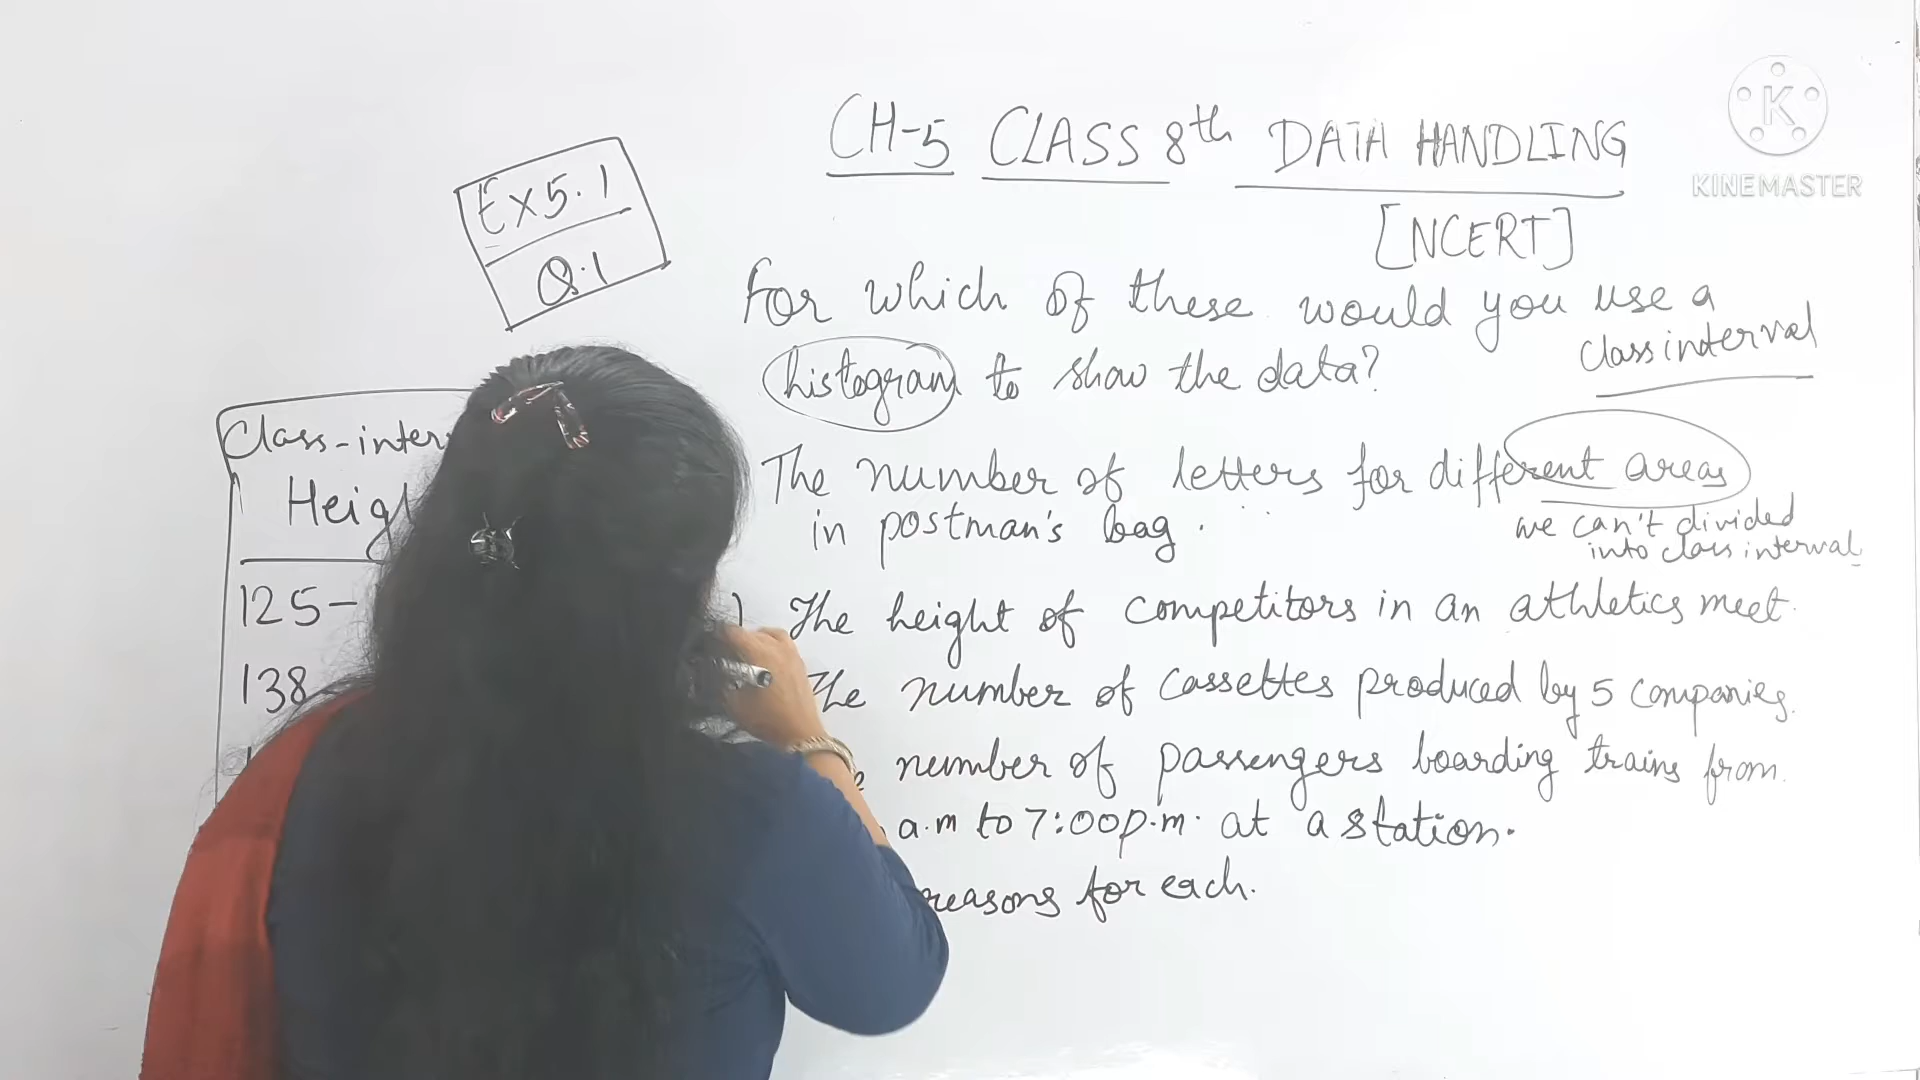 CH-5 CLASS 8th DATA HANDLING
[NCERT]
KINEMASTER
Ex 5.1
Q.1
For which of these would you use a
histogram to show the data?
class interval
The number of letters for different areas
in postman's bag.
we can't divided
into class interval.
) The height of competitors in an athletics meet.
The number of cassettes produced by 5 companies.
number of passengers boarding trains from
a.m to 7:00p.m. at a station.
reasons for each.
Class-inter
Heig
125-
138